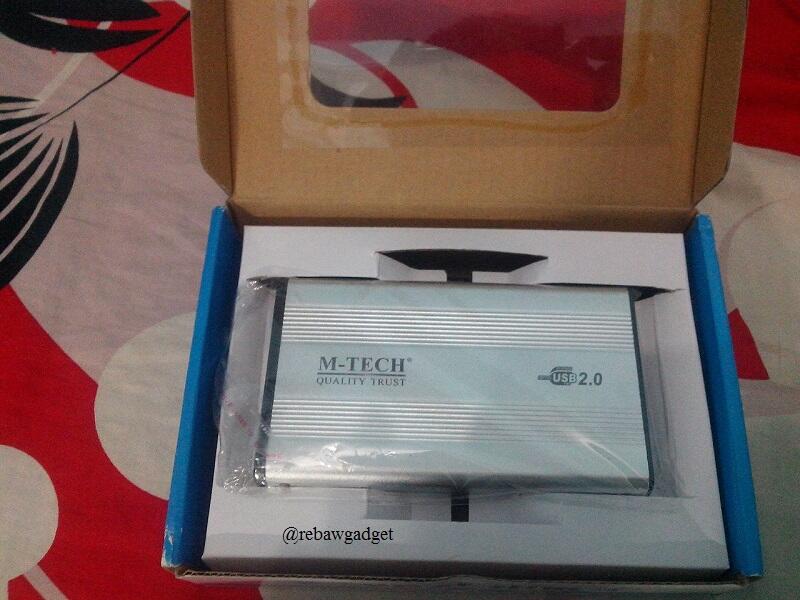 M-TECH®
QUALITY TRUST
USB 2.0
@rebawgadget